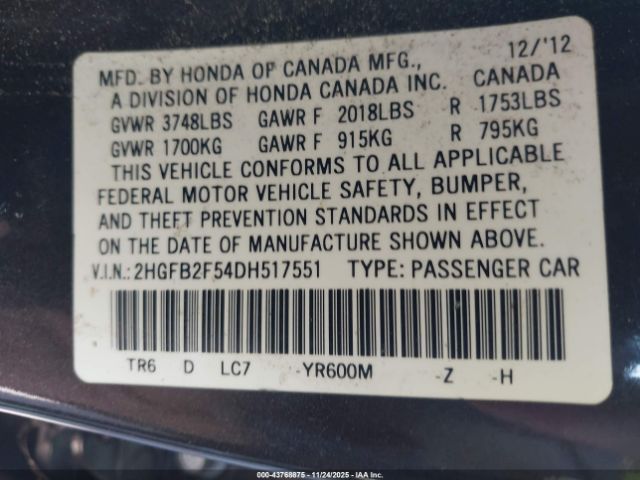 MFD. BY HONDA OF CANADA MFG., 12/'12
A DIVISION OF HONDA CANADA INC. CANADA
GVWR 3748LBS GAWR F 2018LBS R 1753LBS
GVWR 1700KG GAWR F 915KG R 795KG
THIS VEHICLE CONFORMS TO ALL APPLICABLE
FEDERAL MOTOR VEHICLE SAFETY, BUMPER,
AND THEFT PREVENTION STANDARDS IN EFFECT
ON THE DATE OF MANUFACTURE SHOWN ABOVE.
V.I.N.: 2HGFB2F54DH517551 TYPE: PASSENGER CAR
TR6 D LC7 -YR600M -Z -H
000-43768875 - 11/24/2025 - IAA Inc.